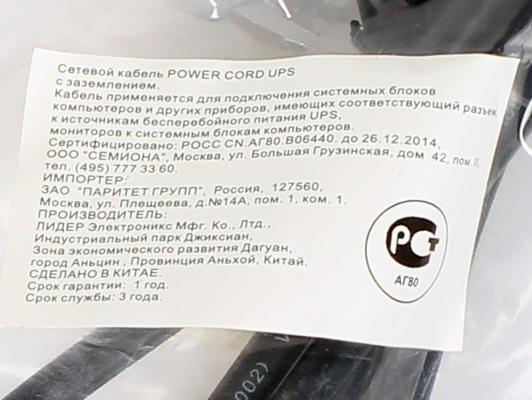 Сетевой кабель POWER CORD UPS
с заземлением.
Кабель применяется для подключения системных блоков
компьютеров и других приборов, имеющих соответствующий разъем
к источникам бесперебойного питания UPS,
мониторов к системным блокам компьютеров.
Сертифицировано: РОСС CN.АГ80.В06440. до 26.12.2014,
ООО "СЕМИОНА", Москва, ул. Большая Грузинская, дом 42, пом.II,
тел. (495) 777 33 60.
ИМПОРТЕР:
ЗАО "ПАРИТЕТ ГРУПП", Россия, 127560,
Москва, ул. Плещеева, д.№14А, пом. 1, ком. 1.
ПРОИЗВОДИТЕЛЬ:
ЛИДЕР Электроникс Мфг. Ко., Лтд.,
Индустриальный парк Джиксиан,
Зона экономического развития Дагуан,
город Аньцин , Провинция Аньхой, Китай.
СДЕЛАНО В КИТАЕ.
Срок гарантии: 1 год.
Срок службы: 3 года.
РСТ
АГ80
002)